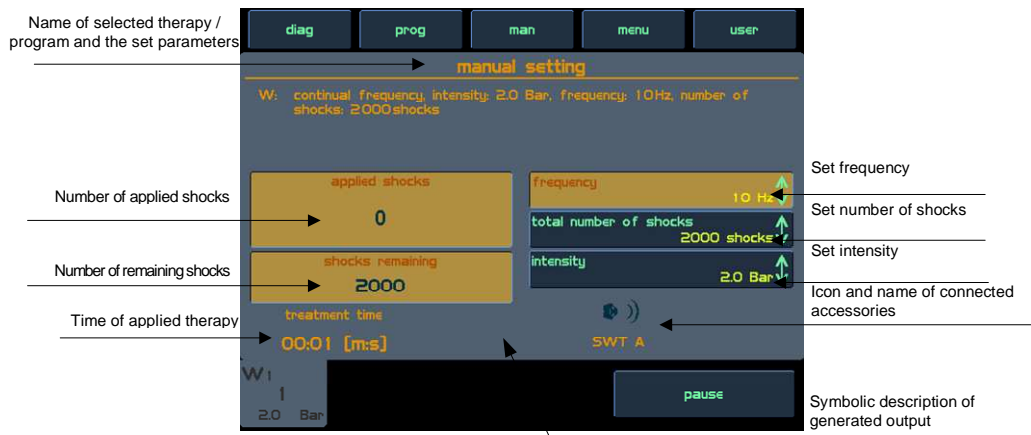 Name of selected therapy /
program and the set parameters
diag
prog
man
menu
user
manual setting
W: continual frequency, intensity: 2.0 Bar, frequency: 10Hz, number of
shocks: 2000shocks
Number of applied shocks
applied shocks
0
frequency
10 Hz
Set frequency
total number of shocks
2000 shocks
Set number of shocks
Number of remaining shocks
shocks remaining
2000
intensity
2.0 Bar
Set intensity
Time of applied therapy
treatment time
00:01 [m:s]
SWT A
Icon and name of connected
accessories
W1
1
2.0 Bar
pause
Symbolic description of
generated output